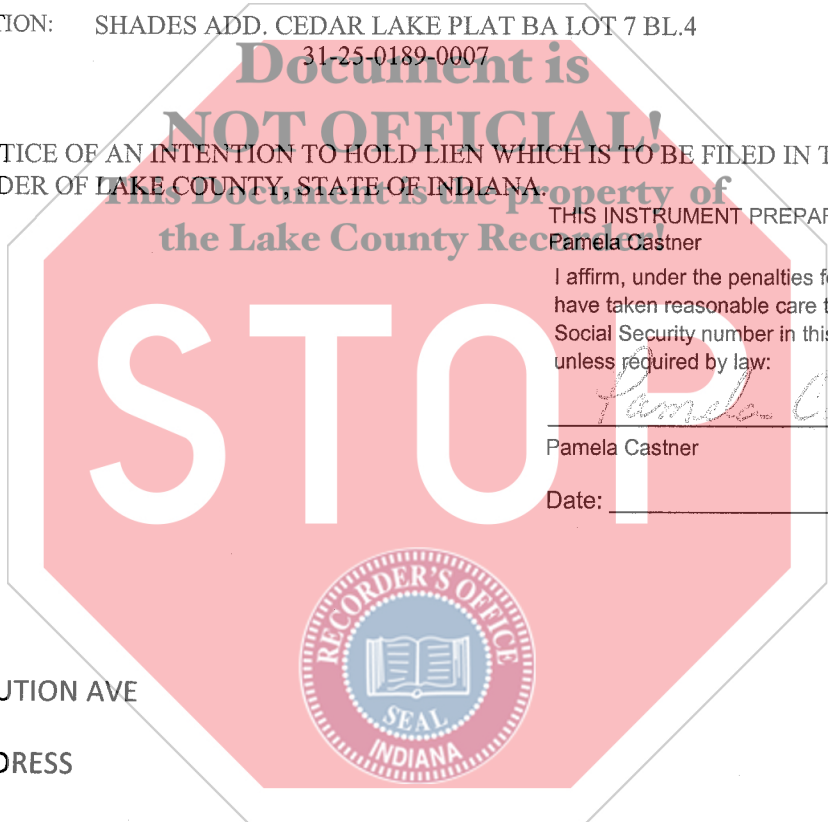 TION: SHADES ADD. CEDAR LAKE PLAT BA LOT 7 BL.4
31-25-0189-0007
Document is
NOT OFFICIAL!
TICE OF AN INTENTION TO HOLD LIEN WHICH IS TO BE FILED IN T
DER OF LAKE COUNTY, STATE OF INDIANA.
This Document is the property of
the Lake County Recorder!
THIS INSTRUMENT PREPAR
Pamela Castner
I affirm, under the penalties f
have taken reasonable care t
Social Security number in this
unless required by law:
Pamela C
Pamela Castner
Date:
STOP
RECORDER'S OFFICE
SEAL
INDIANA
UTION AVE
DRESS